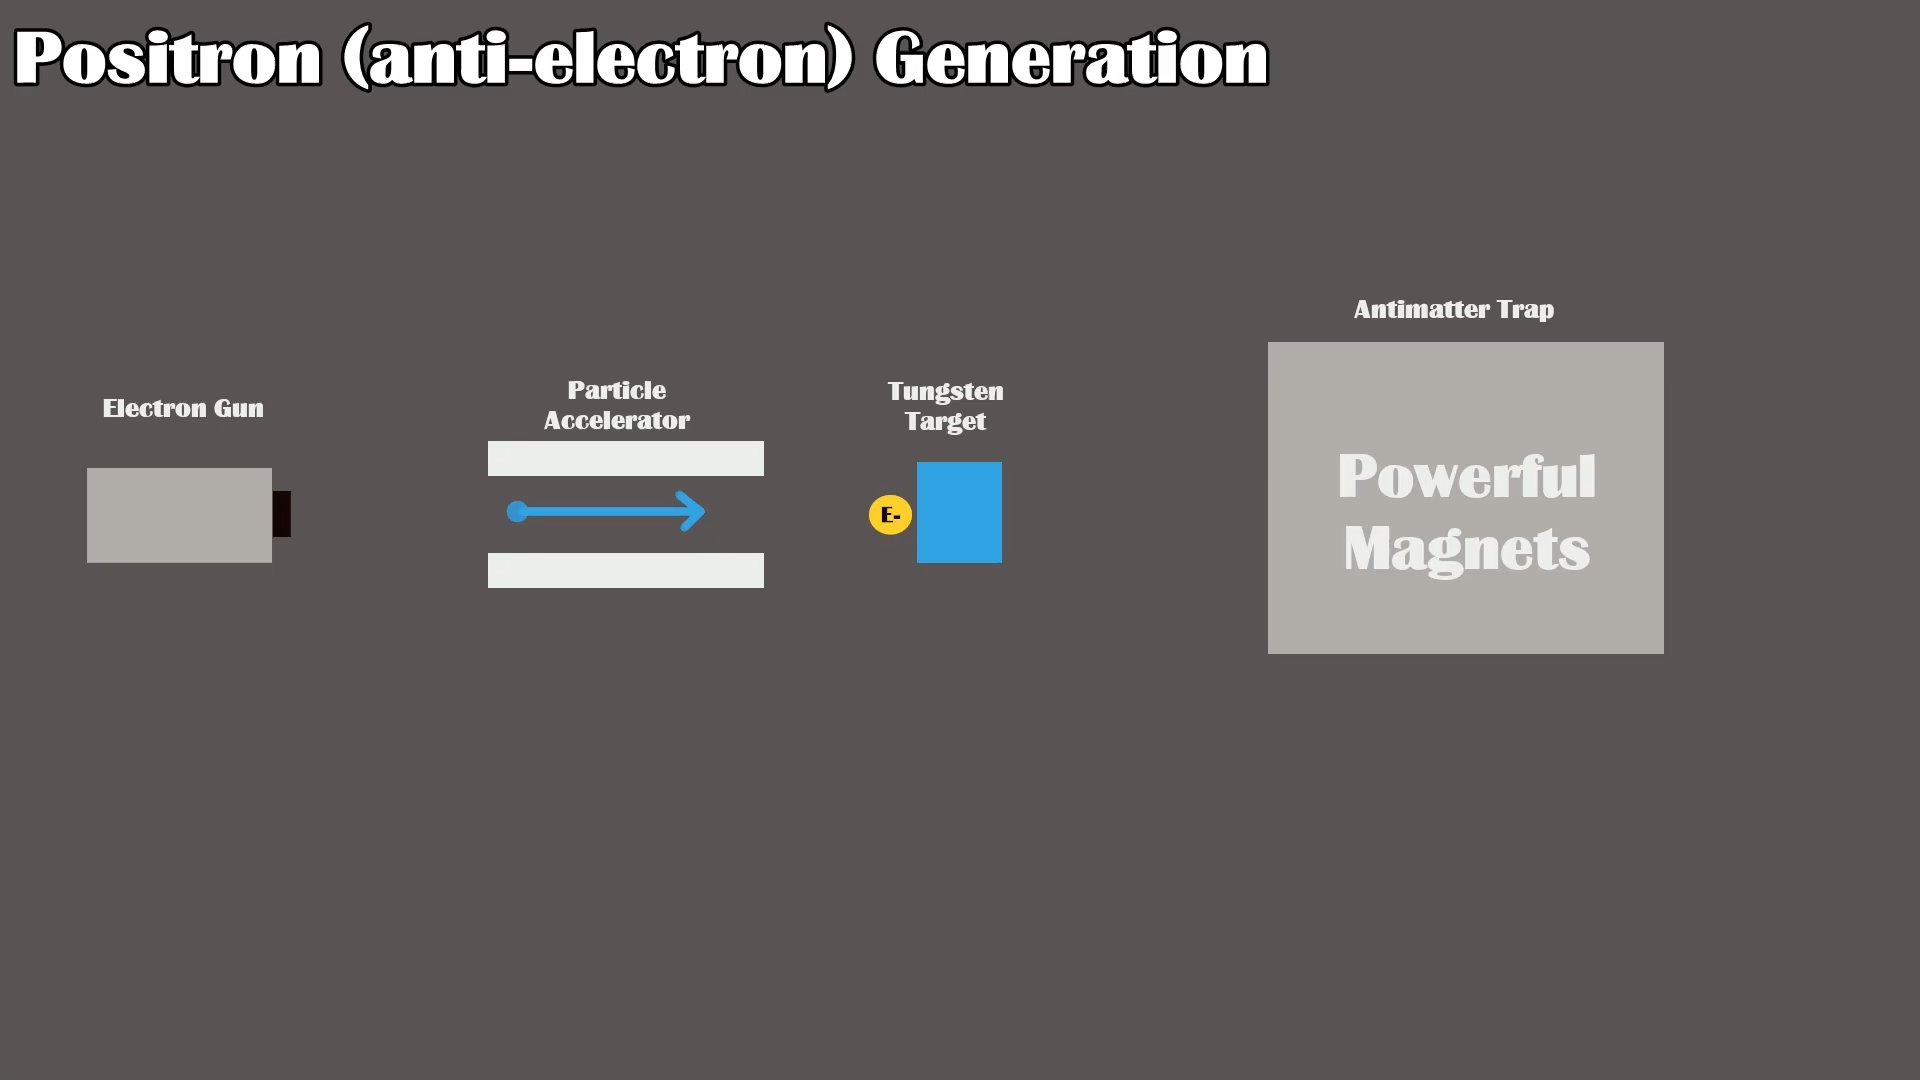 Positron (anti-electron) Generation
Antimatter Trap
Particle
Accelerator
Tungsten
Target
Electron Gun
E-
Powerful
Magnets